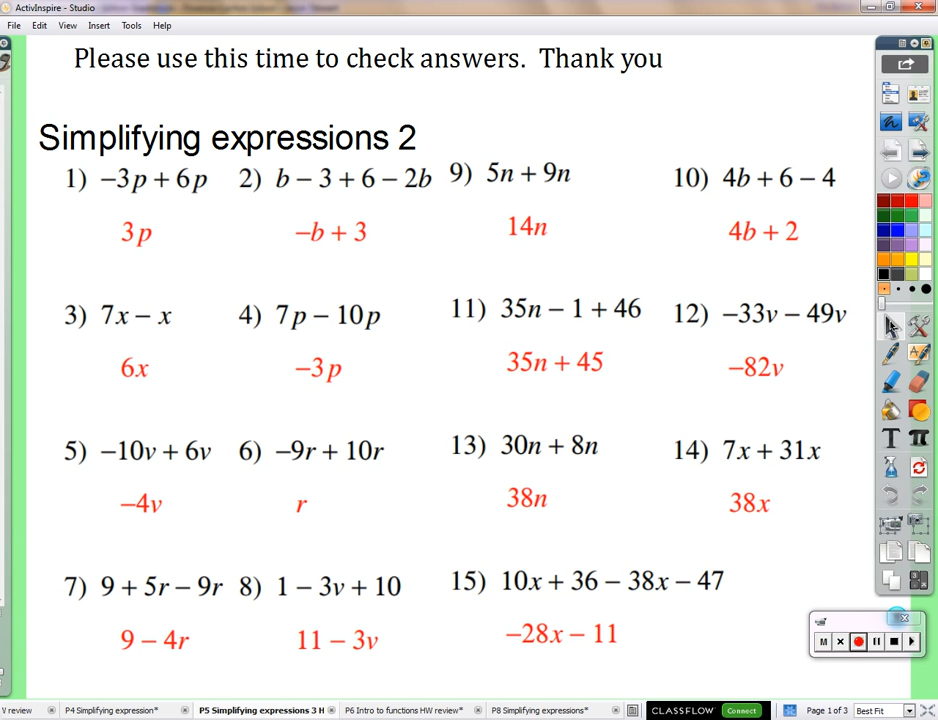 ActivInspire - Studio
File Edit View Insert Tools Help
Please use this time to check answers.  Thank you
Simplifying expressions 2
1) −3p + 6p 2) b − 3 + 6 − 2b 9) 5n + 9n 10) 4b + 6 − 4
3p −b + 3 14n 4b + 2
3) 7x − x 4) 7p − 10p 11) 35n − 1 + 46 12) −33v − 49v
6x −3p 35n + 45 −82v
5) −10v + 6v 6) −9r + 10r 13) 30n + 8n 14) 7x + 31x
−4v r 38n 38x
7) 9 + 5r − 9r 8) 1 − 3v + 10 15) 10x + 36 − 38x − 47
9 − 4r 11 − 3v −28x − 11
M
V review P4 Simplifying expression* P5 Simplifying expressions 3 H P6 Intro to functions HW review* P8 Simplifying expressions* CLASSFLOW Connect Page 1 of 3 Best Fit